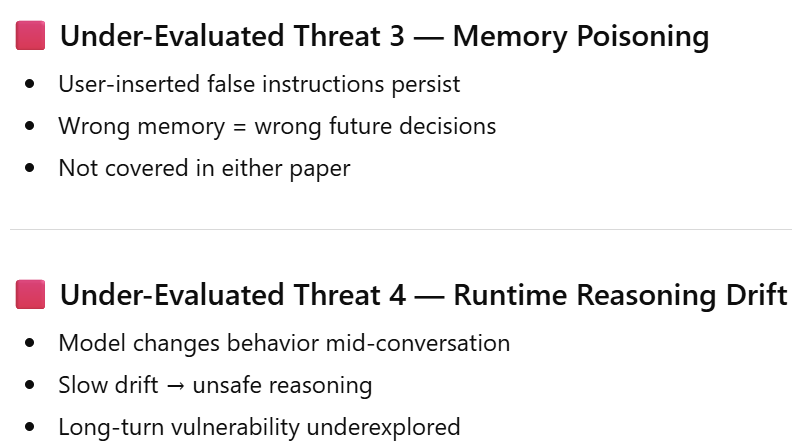 Under-Evaluated Threat 3 — Memory Poisoning
• User-inserted false instructions persist
• Wrong memory = wrong future decisions
• Not covered in either paper
Under-Evaluated Threat 4 — Runtime Reasoning Drift
• Model changes behavior mid-conversation
• Slow drift → unsafe reasoning
• Long-turn vulnerability underexplored